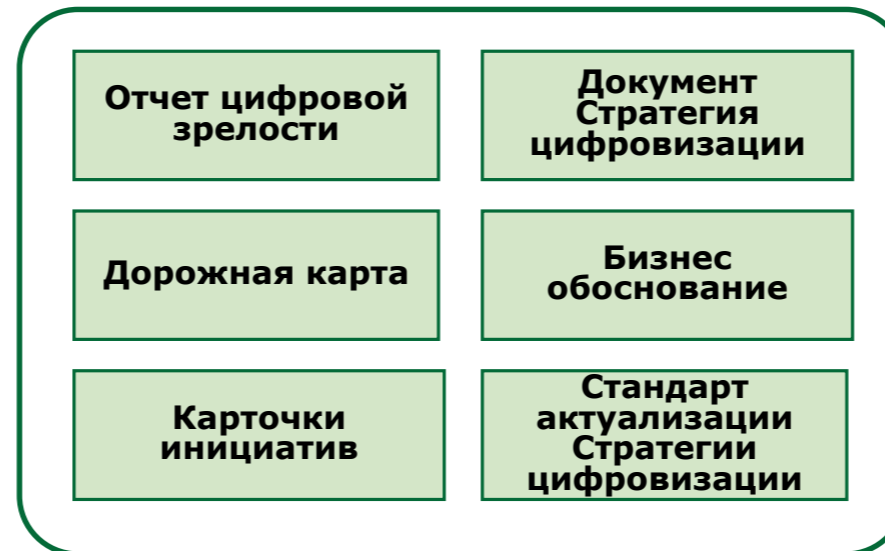 Отчет цифровой
зрелости
Документ
Стратегия
цифровизации
Дорожная карта
Бизнес
обоснование
Карточки
инициатив
Стандарт
актуализации
Стратегии
цифровизации